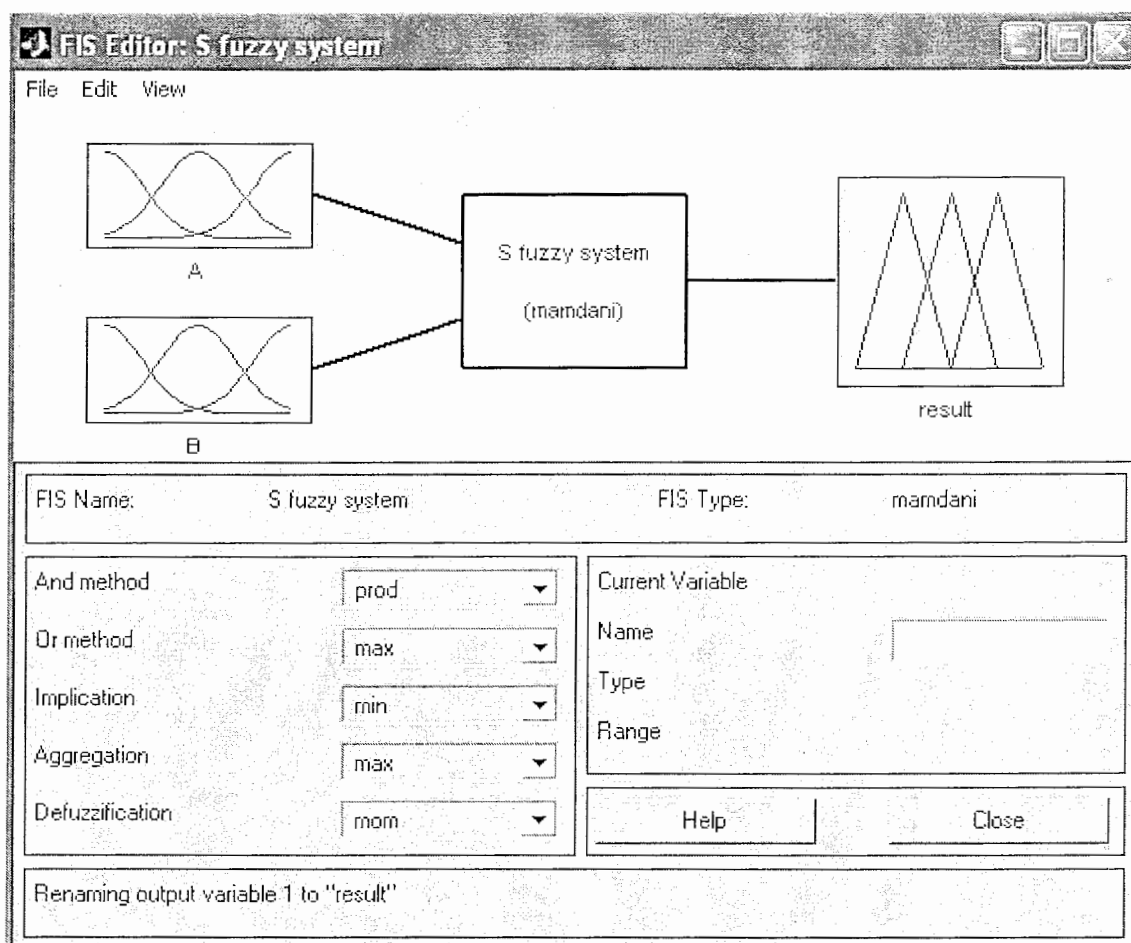 FIS Editor: S fuzzy system
File Edit View
A
B
S fuzzy system
(mamdani)
result
FIS Name: S fuzzy system FIS Type: mamdani
And method prod
Or method max
Implication min
Aggregation max
Defuzzification mom
Current Variable
Name
Type
Range
Help Close
Renaming output variable 1 to "result"